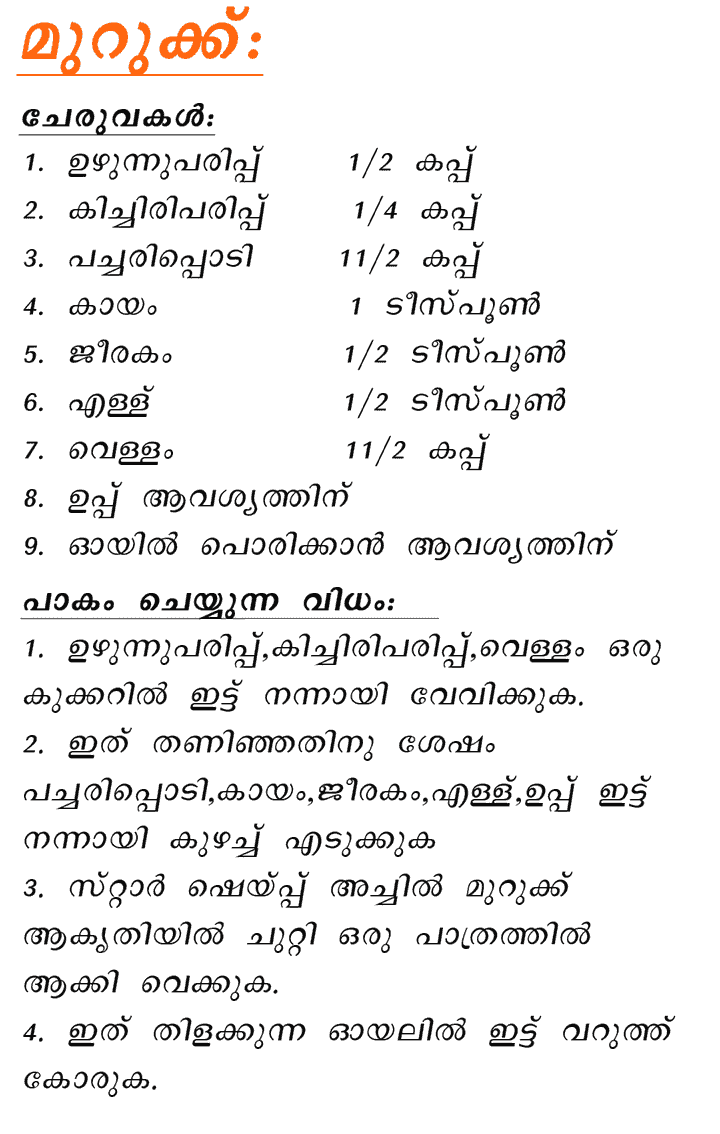 മുറുക്ക്:
ചേരുവകൾ:
1. ഉഴുന്നുപരിപ്പ് 1/2 കപ്പ്
2. കിച്ചിരിപരിപ്പ് 1/4 കപ്പ്
3. പച്ചരിപ്പൊടി 11/2 കപ്പ്
4. കായം 1 ടീസ്പൂൺ
5. ജീരകം 1/2 ടീസ്പൂൺ
6. എള്ള് 1/2 ടീസ്പൂൺ
7. വെള്ളം 11/2 കപ്പ്
8. ഉപ്പ് ആവശ്യത്തിന്
9. ഓയിൽ പൊരിക്കാൻ ആവശ്യത്തിന്
പാകം ചെയ്യുന്ന വിധം:
1. ഉഴുന്നുപരിപ്പ്,കിച്ചിരിപരിപ്പ്,വെള്ളം ഒരു
കുക്കറിൽ ഇട്ട് നന്നായി വേവിക്കുക.
2. ഇത് തണിഞ്ഞതിനു ശേഷം
പച്ചരിപ്പൊടി,കായം,ജീരകം,എള്ള്,ഉപ്പ് ഇട്ട്
നന്നായി കുഴച്ച് എടുക്കുക
3. സ്റ്റാർ ഷെയ്പ്പ് അച്ചിൽ മുറുക്ക്
ആകൃതിയിൽ ചുറ്റി ഒരു പാത്രത്തിൽ
ആക്കി വെക്കുക.
4. ഇത് തിളക്കുന്ന ഓയലിൽ ഇട്ട് വറുത്ത്
കോരുക.